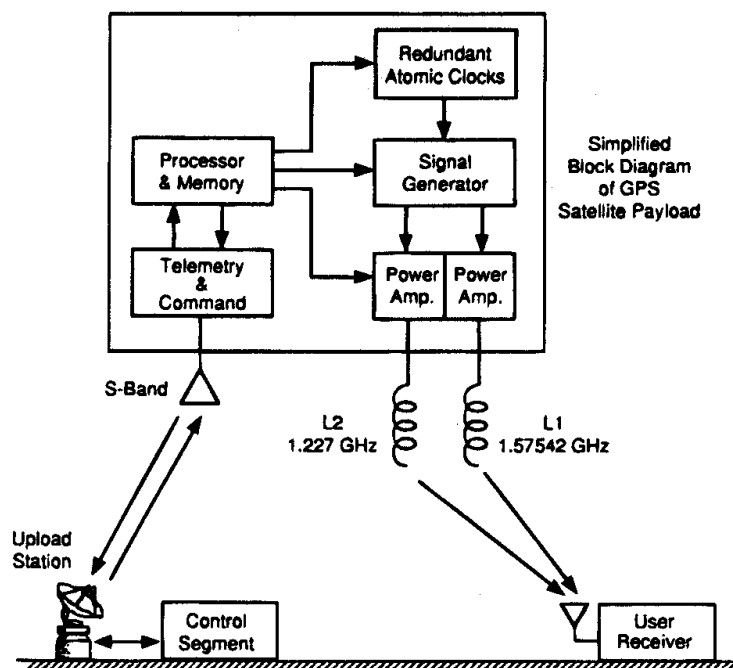 Redundant
Atomic Clocks
Processor
& Memory
Signal
Generator
Simplified
Block Diagram
of GPS
Satellite Payload
Telemetry
&
Command
Power
Amp.
Power
Amp.
S-Band
L2
1.227 GHz
L1
1.57542 GHz
Upload
Station
Control
Segment
User
Receiver